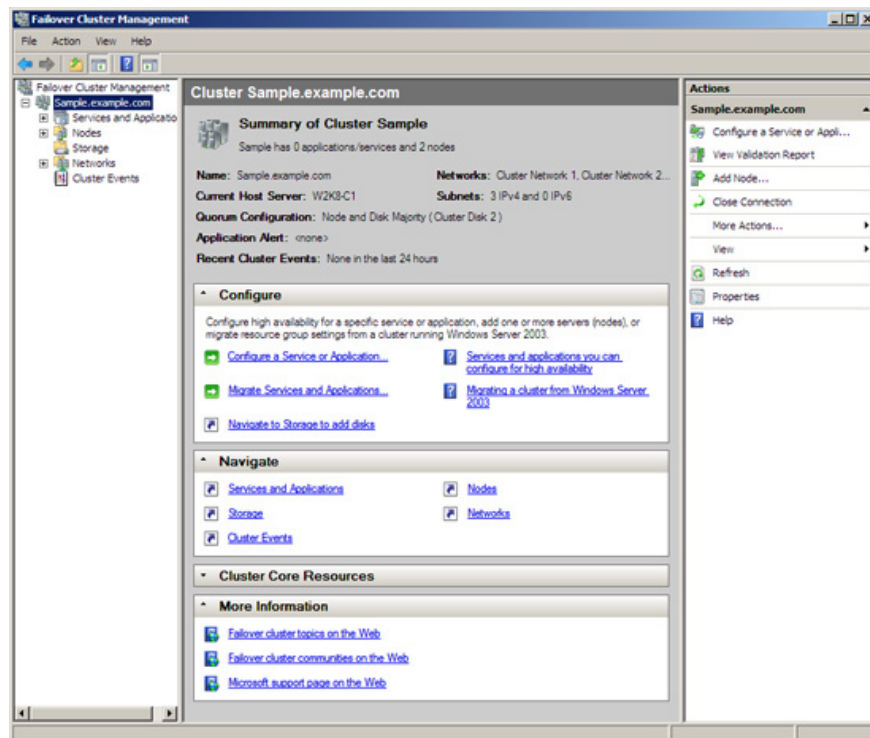 Failover Cluster Management
File Action View Help
Failover Cluster Management
Sample.example.com
Services and Applicatio
Nodes
Storage
Networks
Cluster Events
Cluster Sample.example.com
Summary of Cluster Sample
Sample has 0 applications/services and 2 nodes
Name: Sample.example.com
Networks: Cluster Network 1, Cluster Network 2...
Current Host Server: W2K8-C1
Subnets: 3 IPv4 and 0 IPv6
Quorum Configuration: Node and Disk Majority (Cluster Disk 2)
Application Alert: <none>
Recent Cluster Events: None in the last 24 hours
Configure
Configure high availability for a specific service or application, add one or more servers (nodes), or
migrate resource group settings from a cluster running Windows Server 2003.
Configure a Service or Application...
Services and applications you can
configure for high availability
Migrate Services and Applications...
Migrating a cluster from Windows Server
2003
Navigate to Storage to add disks
Navigate
Services and Applications
Nodes
Storage
Networks
Cluster Events
Cluster Core Resources
More Information
Failover cluster topics on the Web
Failover cluster communities on the Web
Microsoft support page on the Web
Actions
Sample.example.com
Configure a Service or Appli...
View Validation Report
Add Node...
Close Connection
More Actions...
View
Refresh
Properties
Help